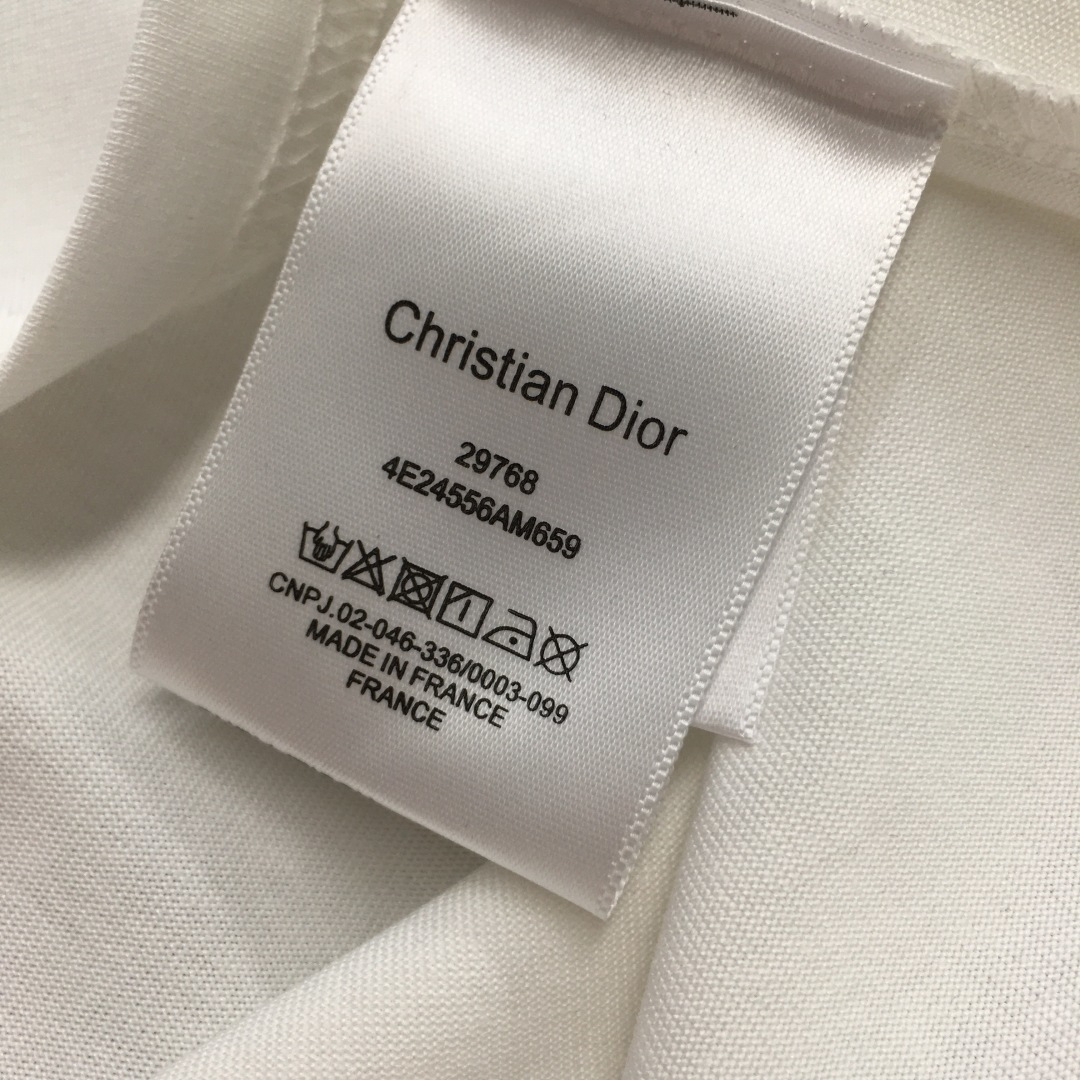 Christian Dior
29768
4E24556AM659
CNPJ.02-046-336/0003-099
MADE IN FRANCE
FRANCE